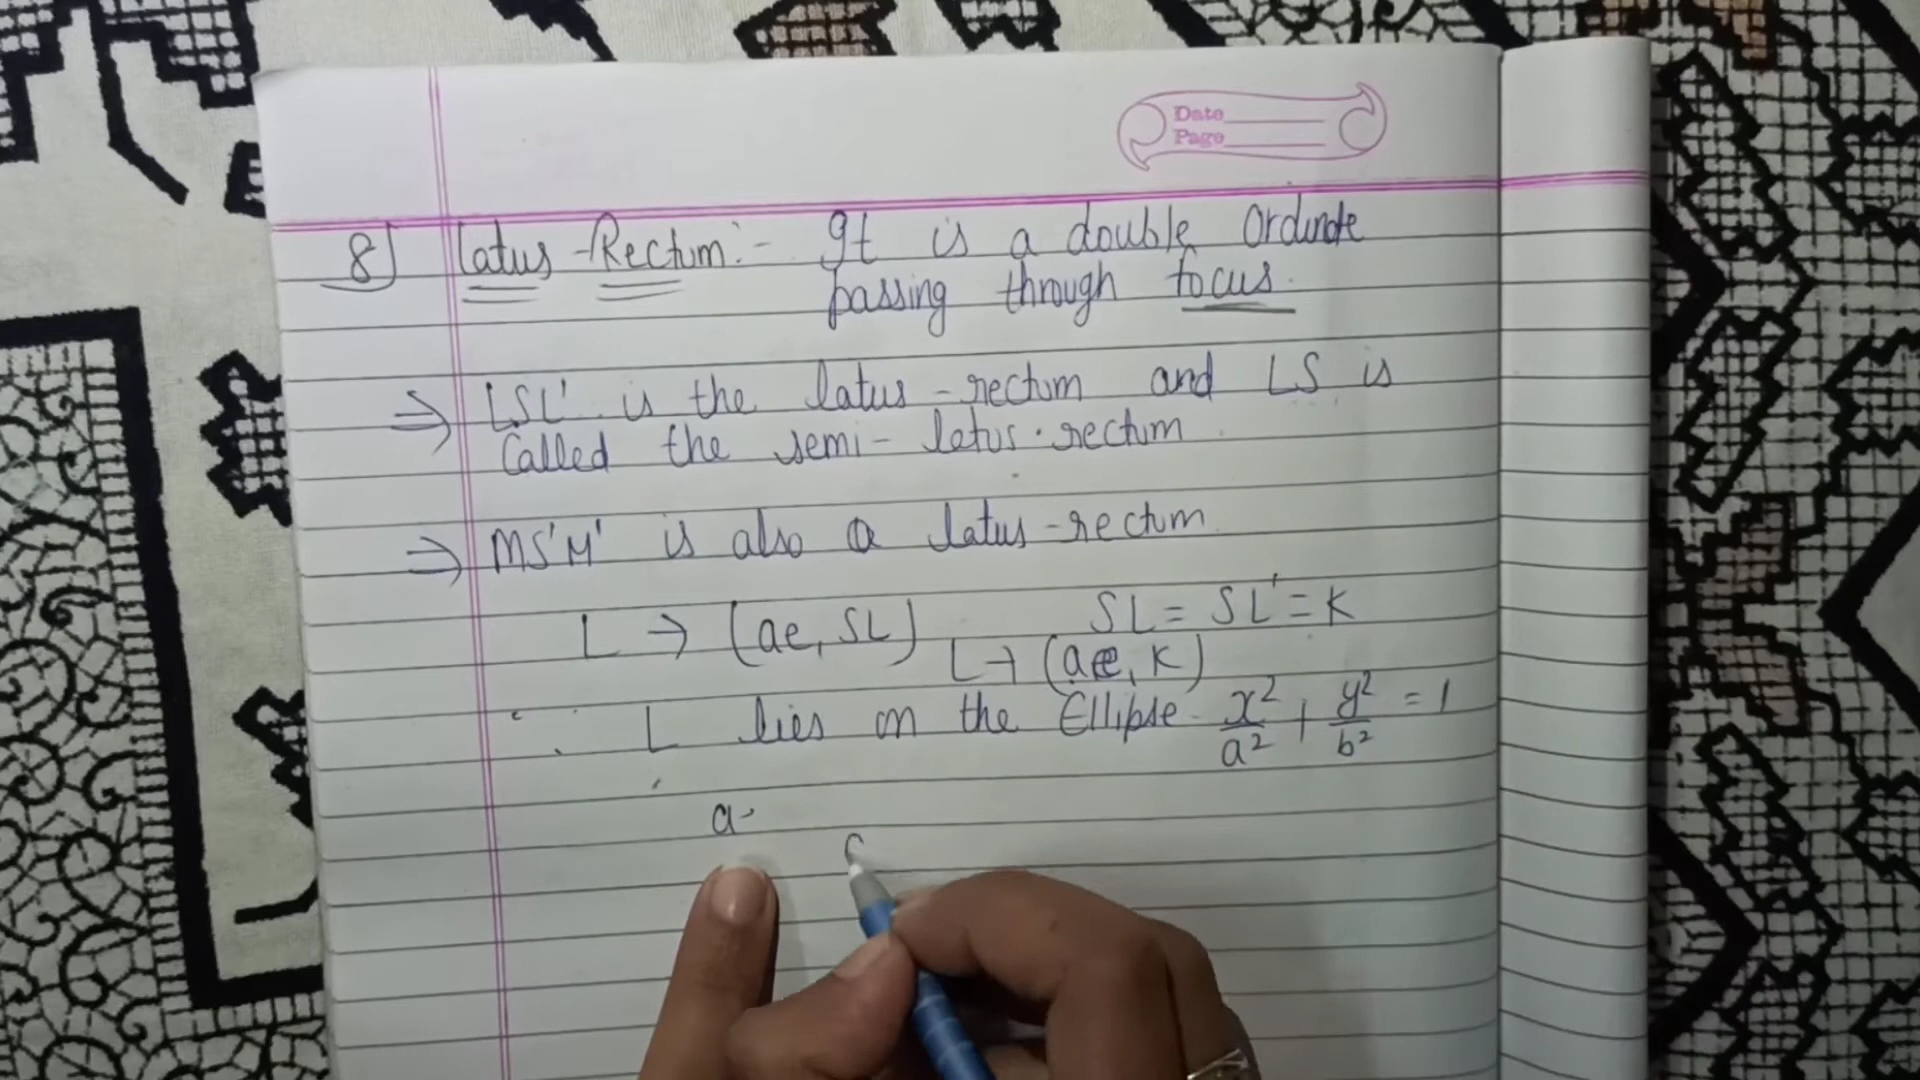 Date
Page
8) Latus-Rectum:- It is a double Ordinate
passing through focus.
⇒ LSL' is the latus-rectum and LS is
Called the semi-latus.rectum
⇒ MS'M' is also a latus-rectum
L → (ae, SL) SL = SL' = K
L → (ae, K)
∴ L lies on the Ellipse x²/a² + y²/b² = 1
a